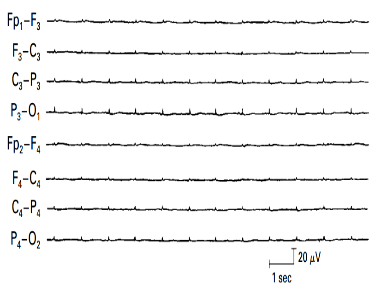 Fp₁–F₃
F₃–C₃
C₃–P₃
P₃–O₁
Fp₂–F₄
F₄–C₄
C₄–P₄
P₄–O₂
20 μV
1 sec